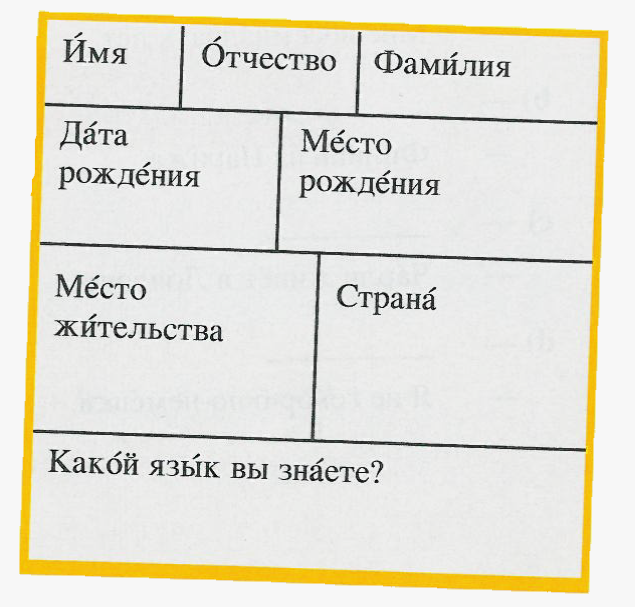 И́мя
О́тчество
Фами́лия
Да́та
рожде́ния
Ме́сто
рожде́ния
Ме́сто
жи́тельства
Страна́
Како́й язы́к вы зна́ете?